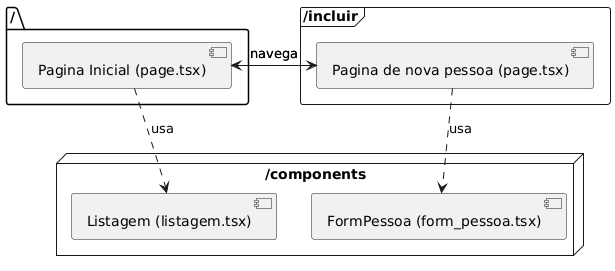 /
/incluir
Pagina Inicial (page.tsx)
navega
Pagina de nova pessoa (page.tsx)
usa
usa
/components
Listagem (listagem.tsx)
FormPessoa (form_pessoa.tsx)